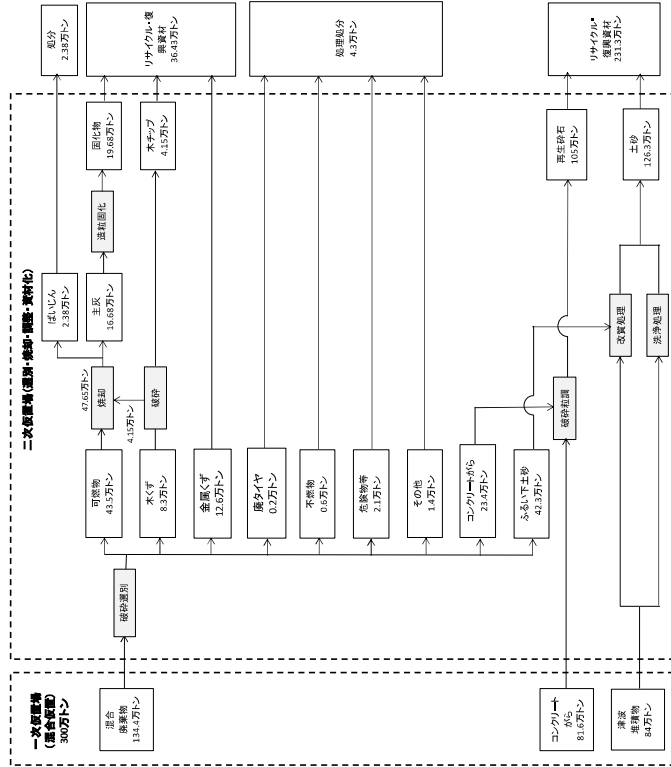 一次仮置場
（混合仮置）
300万トン
混合
廃棄物
134.4万トン
コンクリート
がら
81.6万トン
津波
堆積物
84万トン
二次仮置場（選別・焼却・調整・資材化）
破砕選別
可燃物
43.5万トン
木くず
8.3万トン
金属くず
12.6万トン
廃タイヤ
0.2万トン
不燃物
0.6万トン
危険物等
2.1万トン
その他
1.4万トン
コンクリートがら
23.4万トン
ふるい下土砂
42.3万トン
47.65万トン
焼却
4.15万トン
破砕
破砕粒調
改質処理
洗浄処理
ばいじん
2.38万トン
主灰
16.68万トン
造粒固化
固化物
19.68万トン
木チップ
4.15万トン
再生砕石
105万トン
土砂
126.3万トン
処分
2.38万トン
リサイクル・復
興資材
36.43万トン
処理処分
4.3万トン
リサイクル・
復興資材
231.3万トン